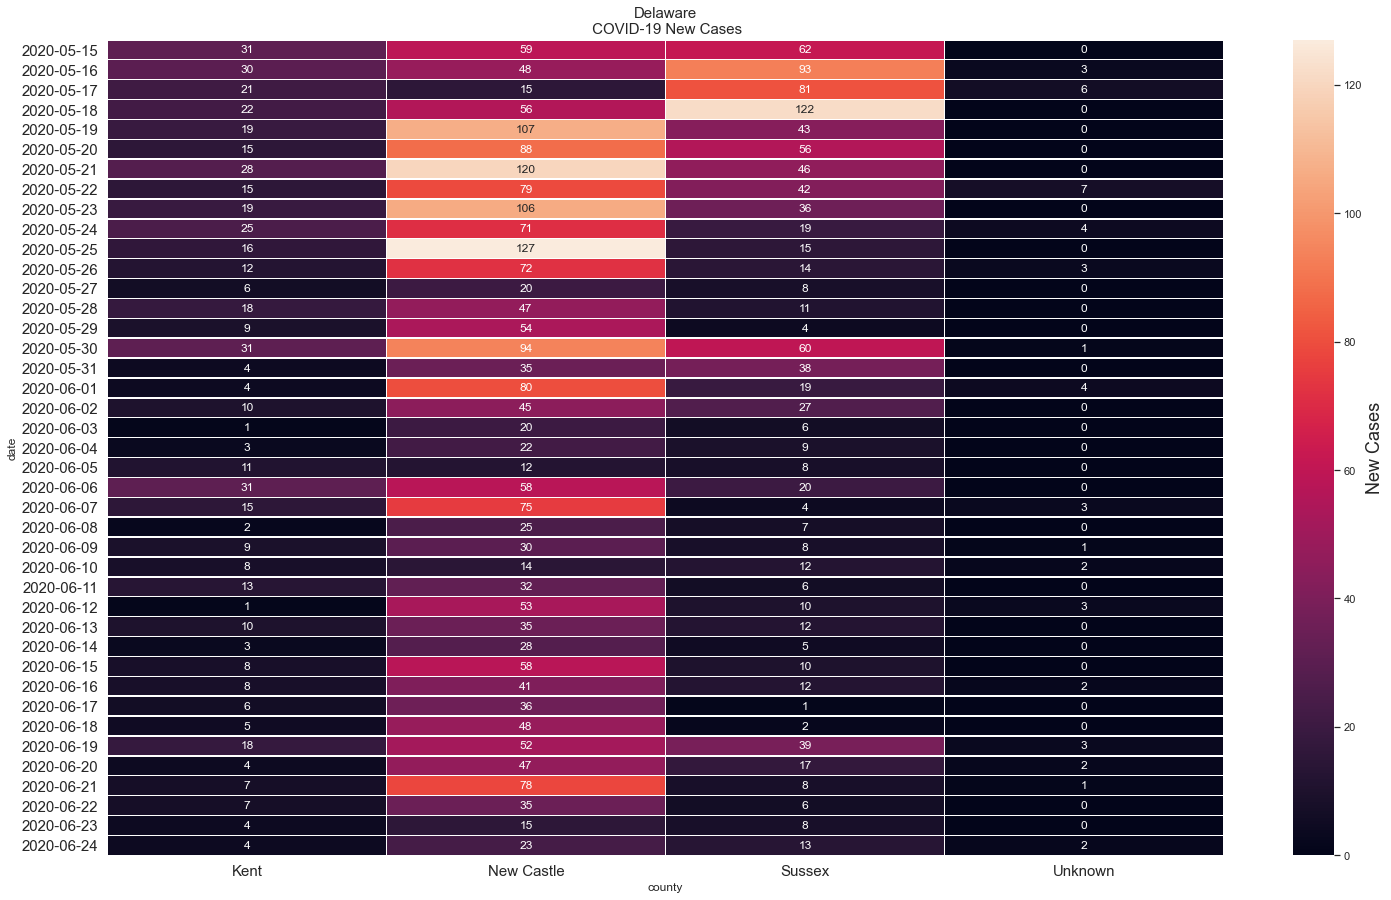 Delaware
COVID-19 New Cases
2020-05-15 31 59 62 0
2020-05-16 30 48 93 3
2020-05-17 21 15 81 6
2020-05-18 22 56 122 0
2020-05-19 19 107 43 0
2020-05-20 15 88 56 0
2020-05-21 28 120 46 0
2020-05-22 15 79 42 7
2020-05-23 19 106 36 0
2020-05-24 25 71 19 4
2020-05-25 16 127 15 0
2020-05-26 12 72 14 3
2020-05-27 6 20 8 0
2020-05-28 18 47 11 0
2020-05-29 9 54 4 0
2020-05-30 31 94 60 1
2020-05-31 4 35 38 0
2020-06-01 4 80 19 4
2020-06-02 10 45 27 0
2020-06-03 1 20 6 0
2020-06-04 3 22 9 0
2020-06-05 11 12 8 0
2020-06-06 31 58 20 0
2020-06-07 15 75 4 3
2020-06-08 2 25 7 0
2020-06-09 9 30 8 1
2020-06-10 8 14 12 2
2020-06-11 13 32 6 0
2020-06-12 1 53 10 3
2020-06-13 10 35 12 0
2020-06-14 3 28 5 0
2020-06-15 8 58 10 0
2020-06-16 8 41 12 2
2020-06-17 6 36 1 0
2020-06-18 5 48 2 0
2020-06-19 18 52 39 3
2020-06-20 4 47 17 2
2020-06-21 7 78 8 1
2020-06-22 7 35 6 0
2020-06-23 4 15 8 0
2020-06-24 4 23 13 2
Kent New Castle Sussex Unknown
county
date
120
100
80
60
40
20
0
New Cases